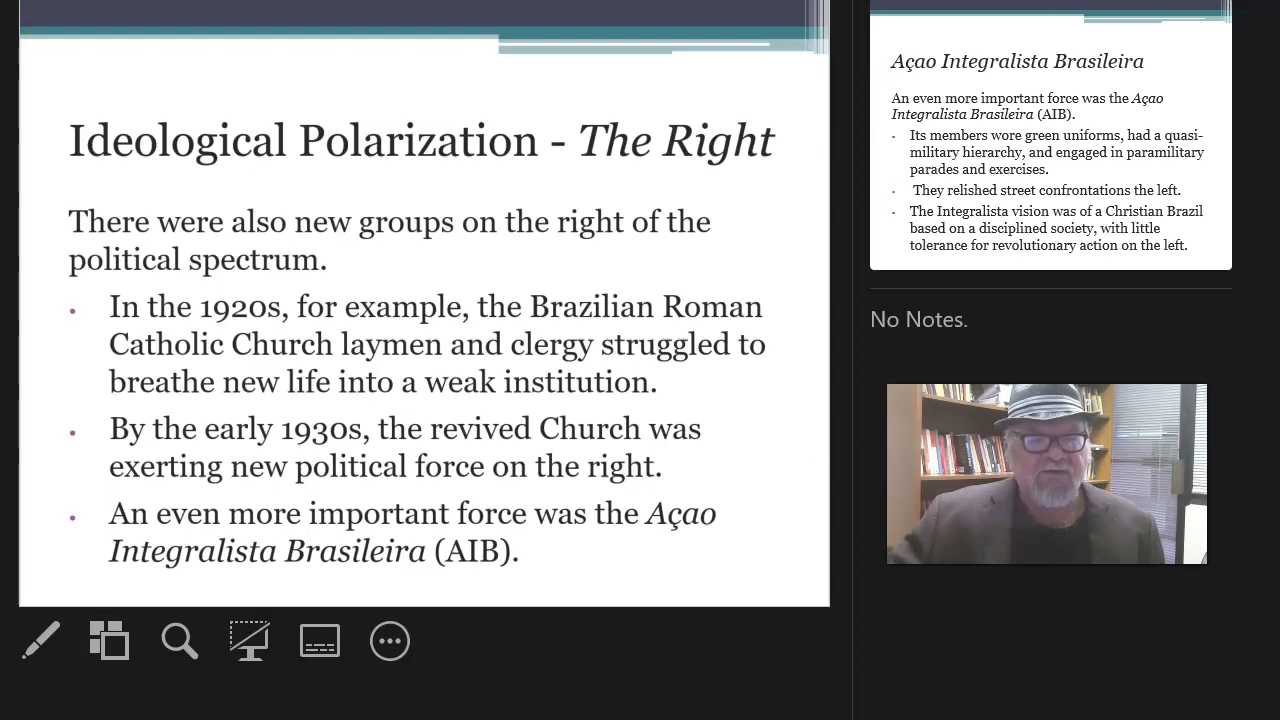 Ideological Polarization - The Right
There were also new groups on the right of the
political spectrum.
• In the 1920s, for example, the Brazilian Roman
Catholic Church laymen and clergy struggled to
breathe new life into a weak institution.
• By the early 1930s, the revived Church was
exerting new political force on the right.
• An even more important force was the Açao
Integralista Brasileira (AIB).
Açao Integralista Brasileira
An even more important force was the Açao
Integralista Brasileira (AIB).
- Its members wore green uniforms, had a quasi-
military hierarchy, and engaged in paramilitary
parades and exercises.
- They relished street confrontations the left.
- The Integralista vision was of a Christian Brazil
based on a disciplined society, with little
tolerance for revolutionary action on the left.
No Notes.